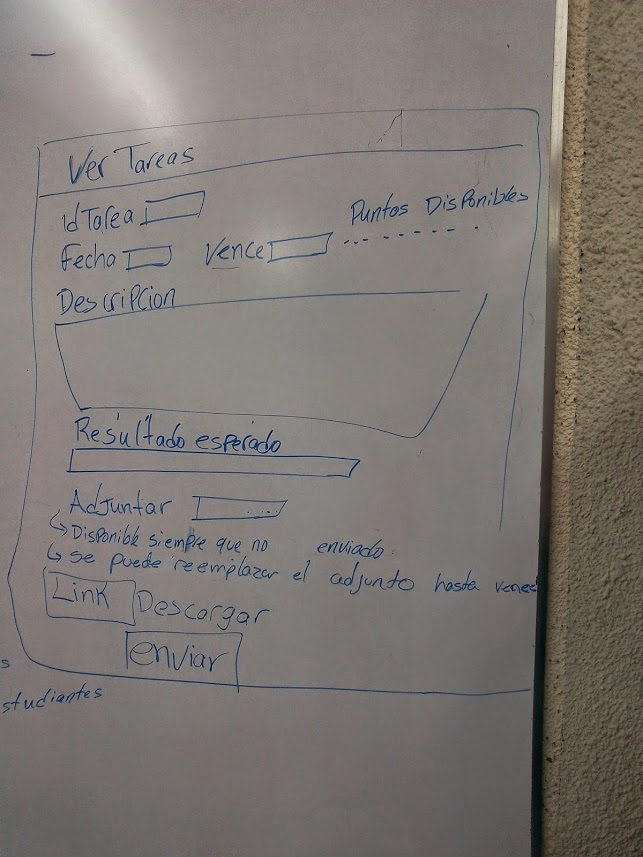 Ver Tareas
IdTarea
Puntos Disponibles
Fecha Vence
Descripcion
Resultado esperado
Adjuntar ...
↳ Disponible siempre que no enviado.
↳ se puede reemplazar el adjunto hasta vence
Link Descargar
enviar
s
studiantes